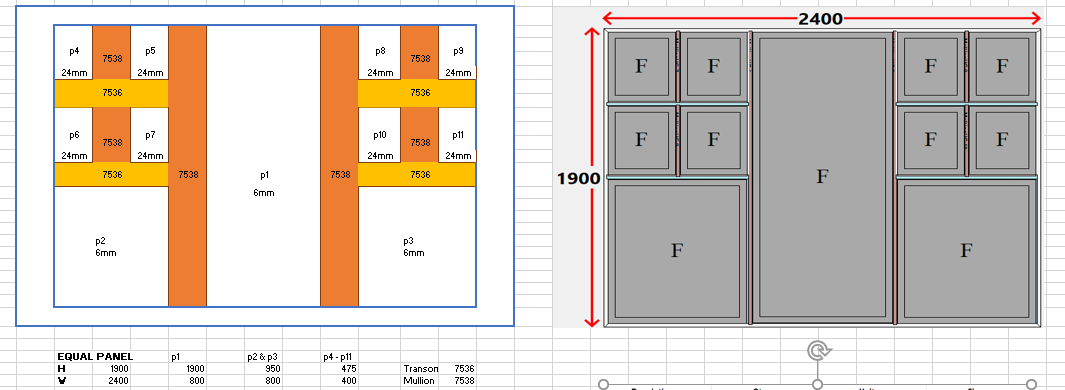 2400
p4 7538 p5 p8 7538 p9
24mm 24mm 24mm 24mm
7536 7536
p6 7538 p7 p10 7538 p11
24mm 24mm 24mm 24mm
7536 7538 p1 7538 7536
6mm
p2 p3
6mm 6mm
F F F F
F F F F
1900 F
F F
EQUAL PANEL p1 p2 & p3 p4 - p11
H 1900 1900 950 475 Transon 7536
W 2400 800 800 400 Mullion 7538